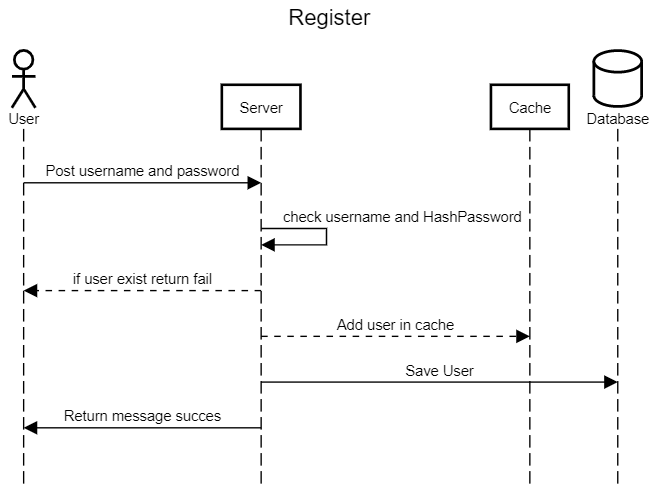 Register
User
Server
Cache
Database
Post username and password
check username and HashPassword
if user exist return fail
Add user in cache
Save User
Return message succes